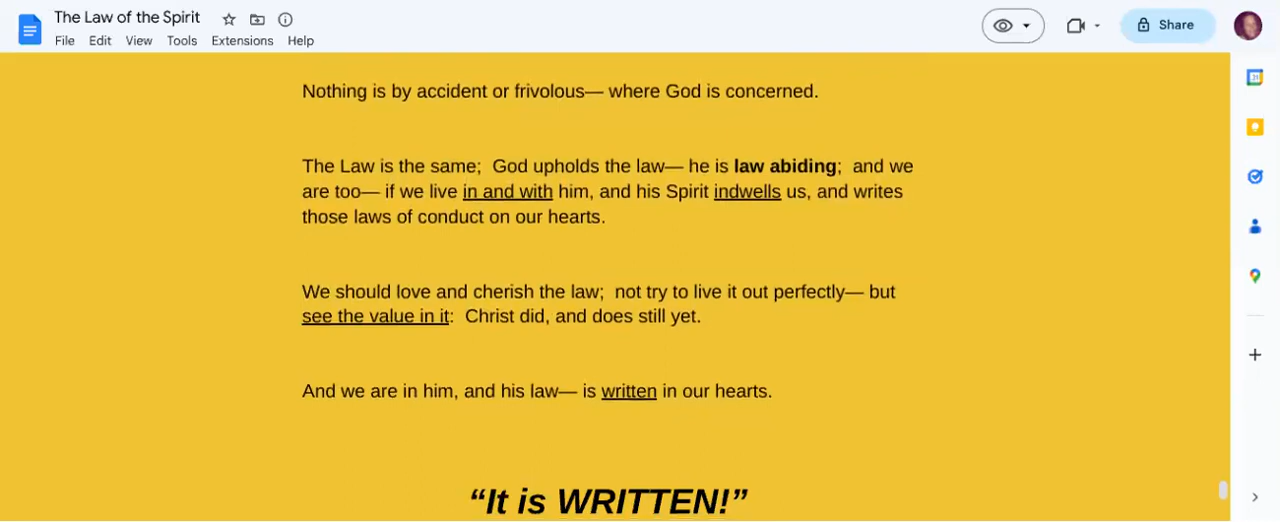 The Law of the Spirit
File Edit View Tools Extensions Help
Share
31
Nothing is by accident or frivolous— where God is concerned.
The Law is the same;  God upholds the law— he is law abiding;  and we
are too— if we live in and with him, and his Spirit indwells us, and writes
those laws of conduct on our hearts.
We should love and cherish the law;  not try to live it out perfectly— but
see the value in it:  Christ did, and does still yet.
And we are in him, and his law— is written in our hearts.
“It is WRITTEN!”